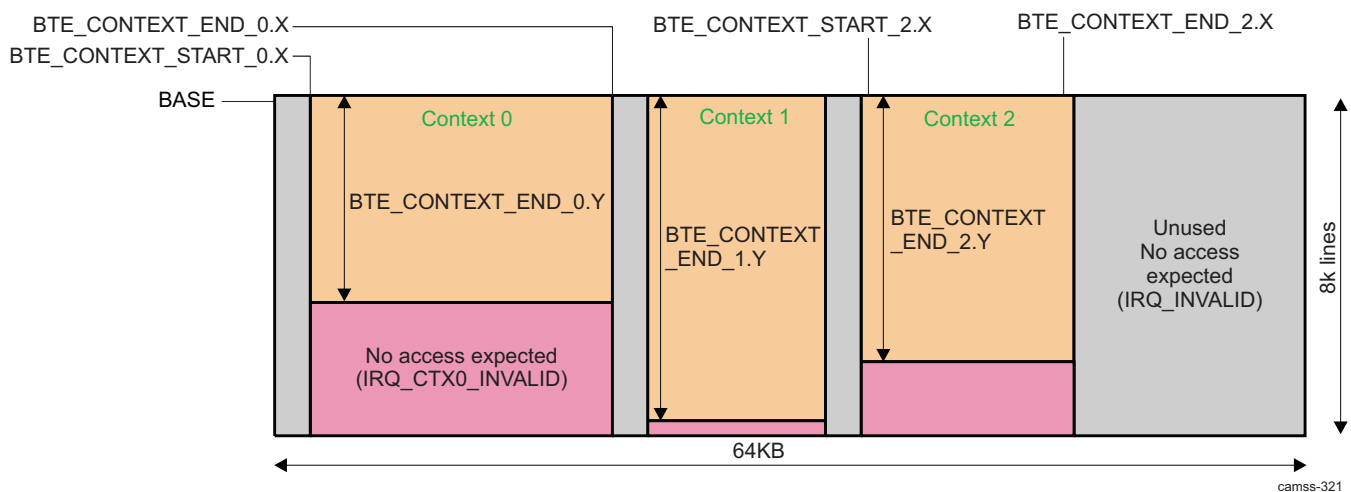 BTE_CONTEXT_END_0.X
BTE_CONTEXT_START_2.X
BTE_CONTEXT_END_2.X
BTE_CONTEXT_START_0.X
BASE
Context 0
Context 1
Context 2
BTE_CONTEXT_END_0.Y
BTE_CONTEXT
_END_1.Y
BTE_CONTEXT
_END_2.Y
Unused
No access
expected
(IRQ_INVALID)
8k lines
No access expected
(IRQ_CTX0_INVALID)
64KB
camss-321